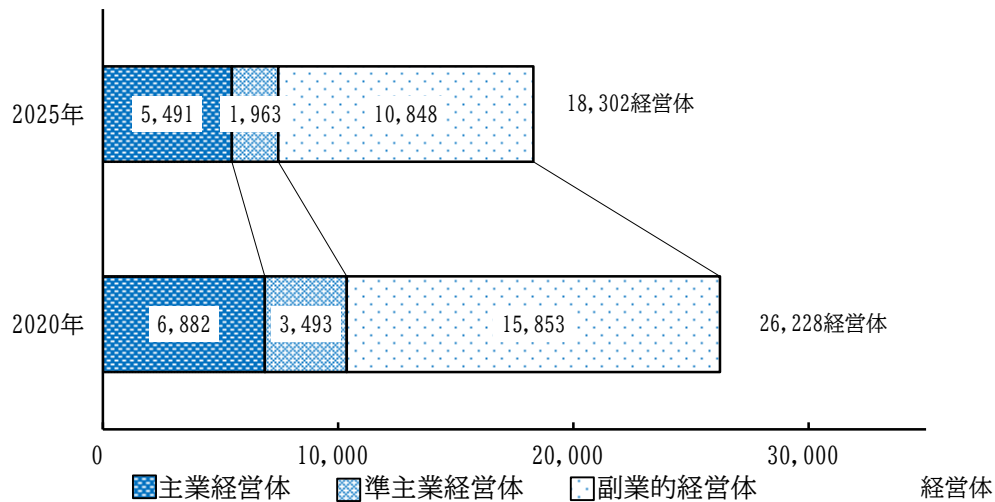 2025年 5,491 1,963 10,848 18,302経営体
2020年 6,882 3,493 15,853 26,228経営体
0 10,000 20,000 30,000
主業経営体 準主業経営体 副業的経営体 経営体